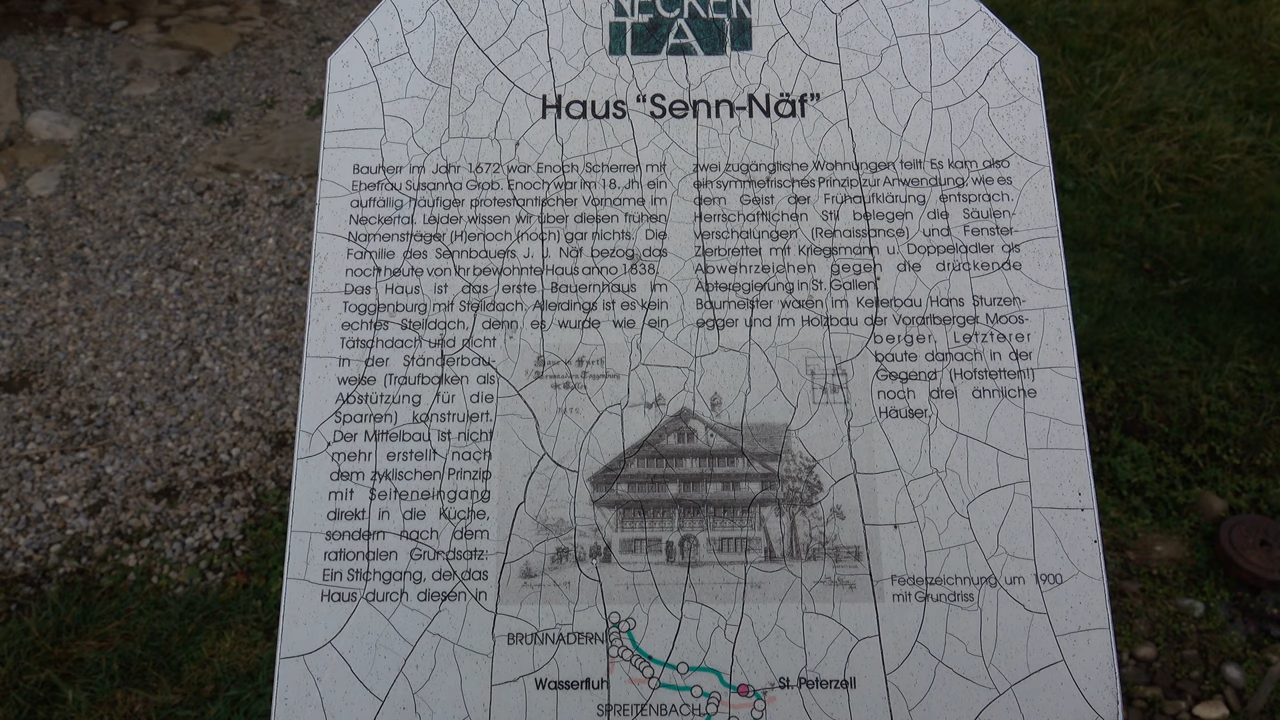 NECKER
TAL
Haus "Senn-Näf"
Bauherr im Jahr 1672 war Enoch Scherrer mit
Ehefrau Susanna Grob. Enoch war im 18. Jh. ein
auffällig häufiger protestantischer Vorname im
Neckertal. Leider wissen wir über diesen frühen
Namensträger (H)enoch (noch) gar nichts. Die
Familie des Sennbauers J. J. Näf bezog das
noch heute von ihr bewohnte Haus anno 1838.
Das Haus ist das erste Bauernhaus im
Toggenburg mit Steildach. Allerdings ist es kein
echtes Steildach, denn es wurde wie ein
Tätschdach und nicht
in der Ständerbau-
weise (Traufbalken als
Abstützung für die
Sparren) konstruiert.
Der Mittelbau ist nicht
mehr erstellt nach
dem zyklischen Prinzip
mit Seiteneingang
direkt in die Küche,
sondern nach dem
rationalen Grundsatz:
Ein Stichgang, der das
Haus durch diesen in
zwei zugängliche Wohnungen teilt. Es kam also
ein symmetrisches Prinzip zur Anwendung, wie es
dem Geist der Frühaufklärung entsprach.
Herrschaftlichen Stil belegen die Säulen-
verschalungen (Renaissance) und Fenster-
Zierbretter mit Kriegsmann u. Doppeladler als
Abwehrzeichen gegen die drückende
Abteregierung in St. Gallen.
Baumeister waren im Kellerbau Hans Sturzen-
egger und im Holzbau der Vorarlberger Moos-
berger. Letzterer
baute danach in der
Gegend (Hofstetten!)
noch drei ähnliche
Häuser.
Haus in Furth
1672.
Federzeichnung um 1900
mit Grundriss
BRUNNADERN
Wasserfluh
St. Peterzell
SPREITENBACH